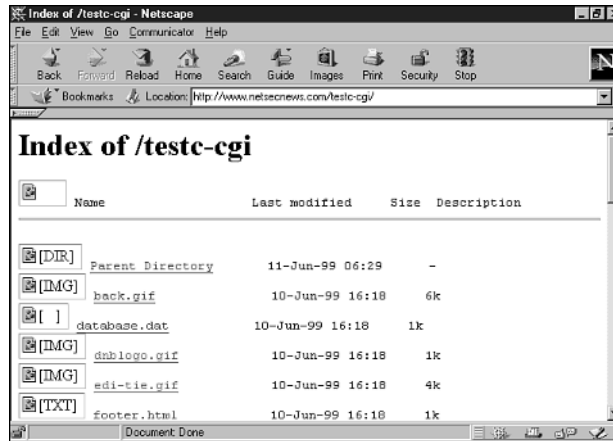 Index of /testc-cgi - Netscape
File Edit View Go Communicator Help
Back Forward Reload Home Search Guide Images Print Security Stop
N
Bookmarks Location: http://www.netsecnews.com/testc-cgi/
Index of /testc-cgi
Name Last modified Size Description
[DIR] Parent Directory 11-Jun-99 06:29 -
[IMG] back.gif 10-Jun-99 16:18 6k
[ ] database.dat 10-Jun-99 16:18 1k
[IMG] dnblogo.gif 10-Jun-99 16:18 1k
[IMG] edi-tie.gif 10-Jun-99 16:18 4k
[TXT] footer.html 10-Jun-99 16:18 1k
Document: Done